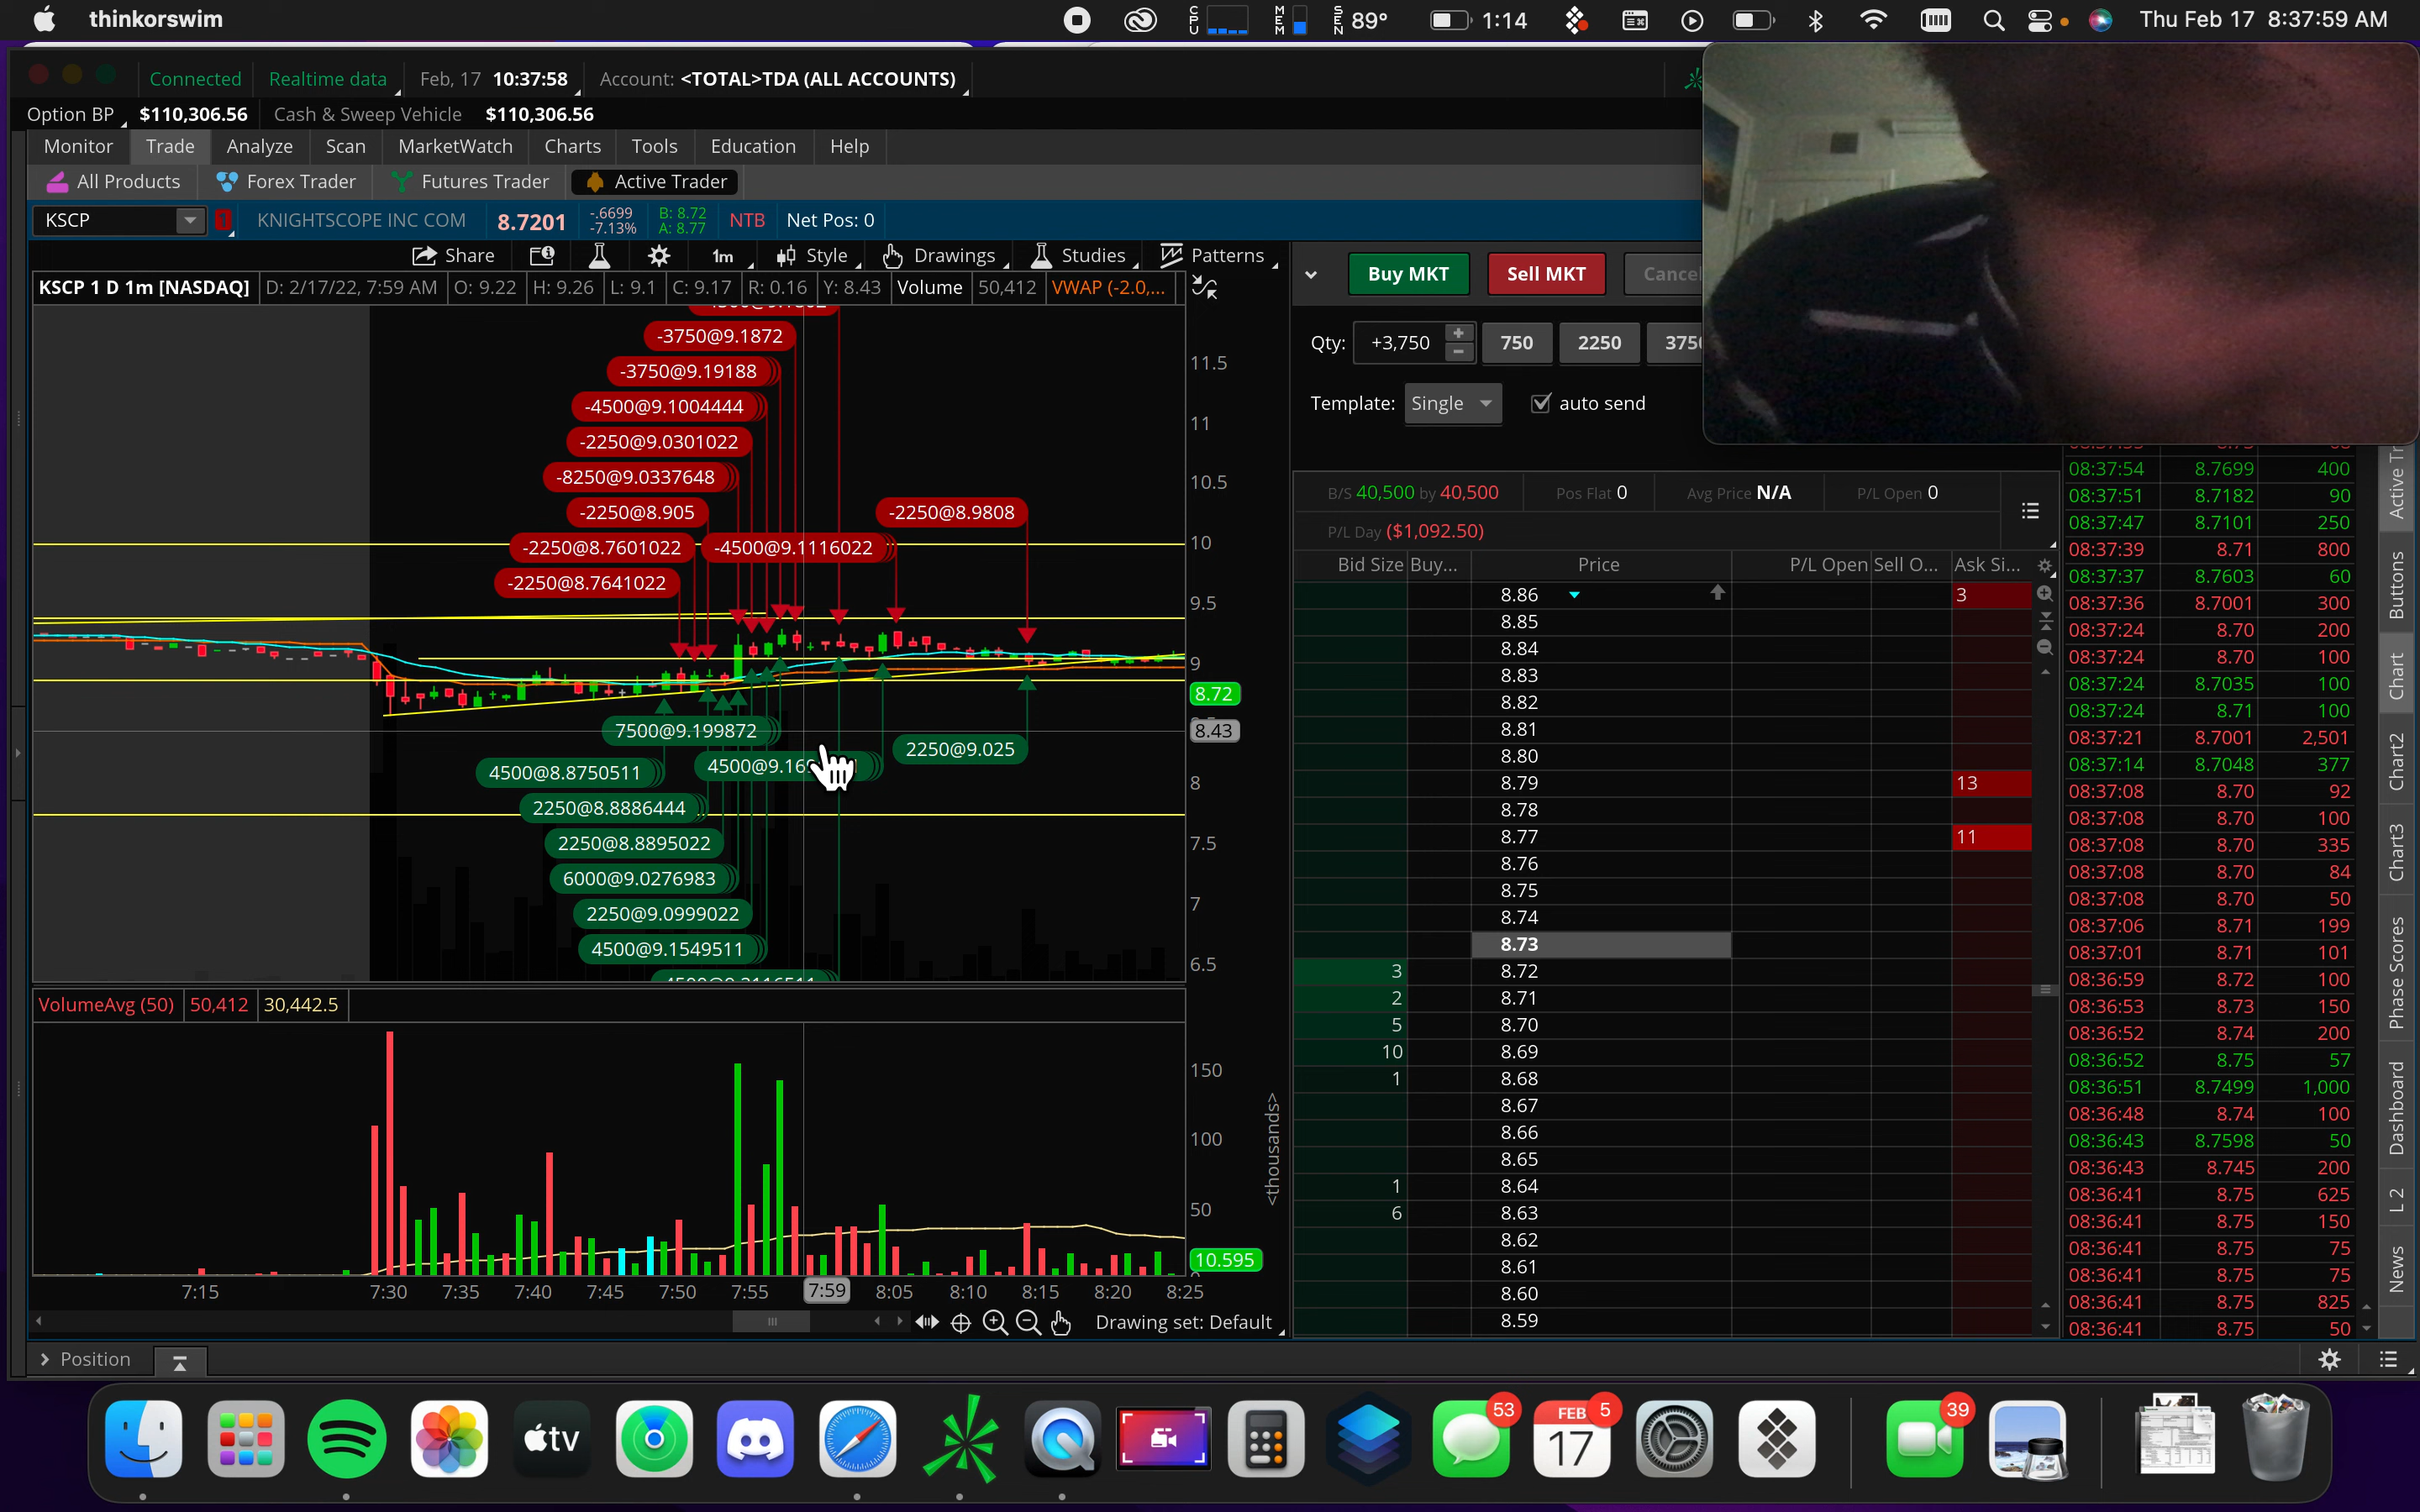 thinkorswim
CPU
MEM
SEN
89°
1:14
Thu Feb 17 8:37:59 AM
Connected
Realtime data
Feb, 17 10:37:58
Account: <TOTAL>TDA (ALL ACCOUNTS)
Option BP $110,306.56
Cash & Sweep Vehicle $110,306.56
Monitor Trade Analyze Scan MarketWatch Charts Tools Education Help
All Products Forex Trader Futures Trader Active Trader
KSCP 1 KNIGHTSCOPE INC COM 8.7201 -.6699 -7.13% B: 8.72 A: 8.77 NTB Net Pos: 0
Share 1m Style Drawings Studies Patterns
KSCP 1 D 1m [NASDAQ] D: 2/17/22, 7:59 AM O: 9.22 H: 9.26 L: 9.1 C: 9.17 R: 0.16 Y: 8.43 Volume 50,412 VWAP (-2.0,...
-3750@9.1872
-3750@9.19188
-4500@9.1004444
-2250@9.0301022
-8250@9.0337648
-2250@8.905
-2250@8.9808
-2250@8.7601022
-4500@9.1116022
-2250@8.7641022
7500@9.199872
2250@9.025
4500@8.8750511
2250@8.8886444
2250@8.8895022
6000@9.0276983
2250@9.0999022
4500@9.1549511
11.5
11
10.5
10
9.5
9
8.72
8.43
8
7.5
7
6.5
VolumeAvg (50) 50,412 30,442.5
150
100
50
10.595
<thousands>
7:15 7:30 7:35 7:40 7:45 7:50 7:55 7:59 8:05 8:10 8:15 8:20 8:25
Drawing set: Default
Position
Buy MKT Sell MKT Cancel
Qty: +3,750 750 2250
Template: Single auto send
B/S 40,500 by 40,500 Pos Flat 0 Avg Price N/A P/L Open 0
P/L Day ($1,092.50)
Bid Size Buy... Price P/L Open Sell O... Ask Si...
8.86 3
8.85
8.84
8.83
8.82
8.81
8.80
8.79 13
8.78
8.77 11
8.76
8.75
8.74
8.73
3 8.72
2 8.71
5 8.70
10 8.69
1 8.68
8.67
8.66
8.65
1 8.64
6 8.63
8.62
8.61
8.60
8.59
08:37:54 8.7699 400
08:37:51 8.7182 90
08:37:47 8.7101 250
08:37:39 8.71 800
08:37:37 8.7603 60
08:37:36 8.7001 300
08:37:24 8.70 200
08:37:24 8.70 100
08:37:24 8.7035 100
08:37:24 8.71 100
08:37:21 8.7001 2,501
08:37:14 8.7048 377
08:37:08 8.70 92
08:37:08 8.70 100
08:37:08 8.70 335
08:37:08 8.70 84
08:37:08 8.70 50
08:37:06 8.71 199
08:37:01 8.71 101
08:36:59 8.72 100
08:36:53 8.73 150
08:36:52 8.74 200
08:36:52 8.75 57
08:36:51 8.7499 1,000
08:36:48 8.74 100
08:36:43 8.7598 50
08:36:43 8.745 200
08:36:41 8.75 625
08:36:41 8.75 150
08:36:41 8.75 75
08:36:41 8.75 75
08:36:41 8.75 825
08:36:41 8.75 50
Active Tr
Buttons
Chart
Chart2
Chart3
Phase Scores
Dashboard
L 2
News
tv
53
FEB
17
5
39